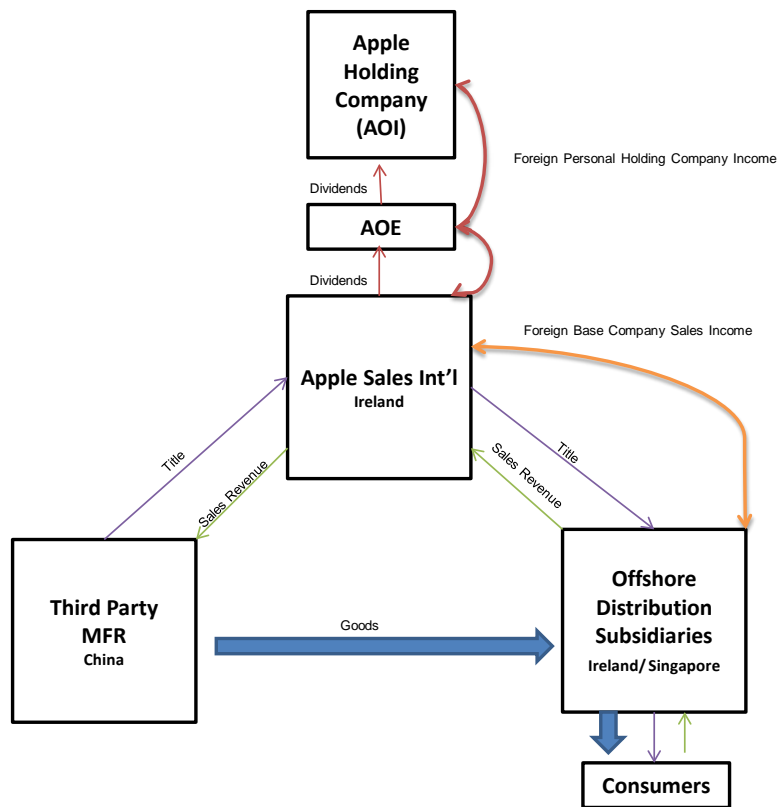 Apple
Holding
Company
(AOI)
Foreign Personal Holding Company Income
Dividends
AOE
Dividends
Foreign Base Company Sales Income
Apple Sales Int'l
Ireland
Title
Sales Revenue
Title
Sales Revenue
Third Party
MFR
China
Goods
Offshore
Distribution
Subsidiaries
Ireland/ Singapore
Consumers